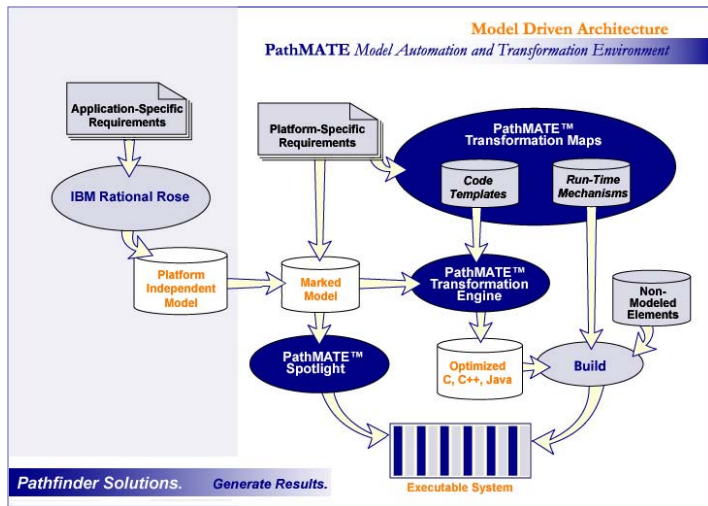 Model Driven Architecture
PathMATE Model Automation and Transformation Environment
Application-Specific
Requirements
Platform-Specific
Requirements
PathMATE™
Transformation Maps
Code
Templates
Run-Time
Mechanisms
IBM Rational Rose
Platform
Independent
Model
Marked
Model
PathMATE™
Transformation
Engine
Non-
Modeled
Elements
PathMATE™
Spotlight
Optimized
C, C++, Java
Build
Executable System
Pathfinder Solutions. Generate Results.